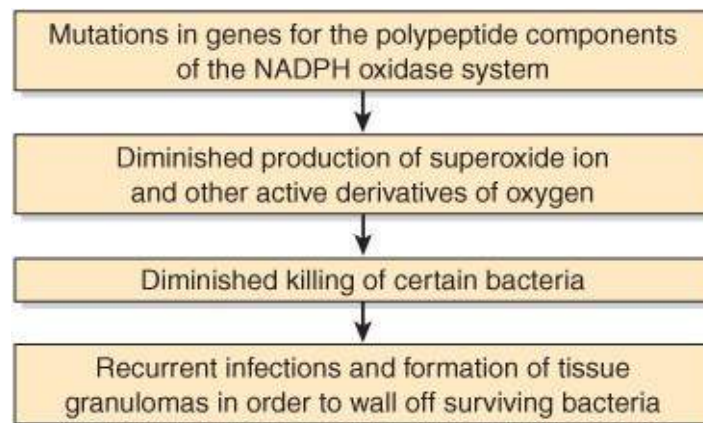 Mutations in genes for the polypeptide components
of the NADPH oxidase system
Diminished production of superoxide ion
and other active derivatives of oxygen
Diminished killing of certain bacteria
Recurrent infections and formation of tissue
granulomas in order to wall off surviving bacteria